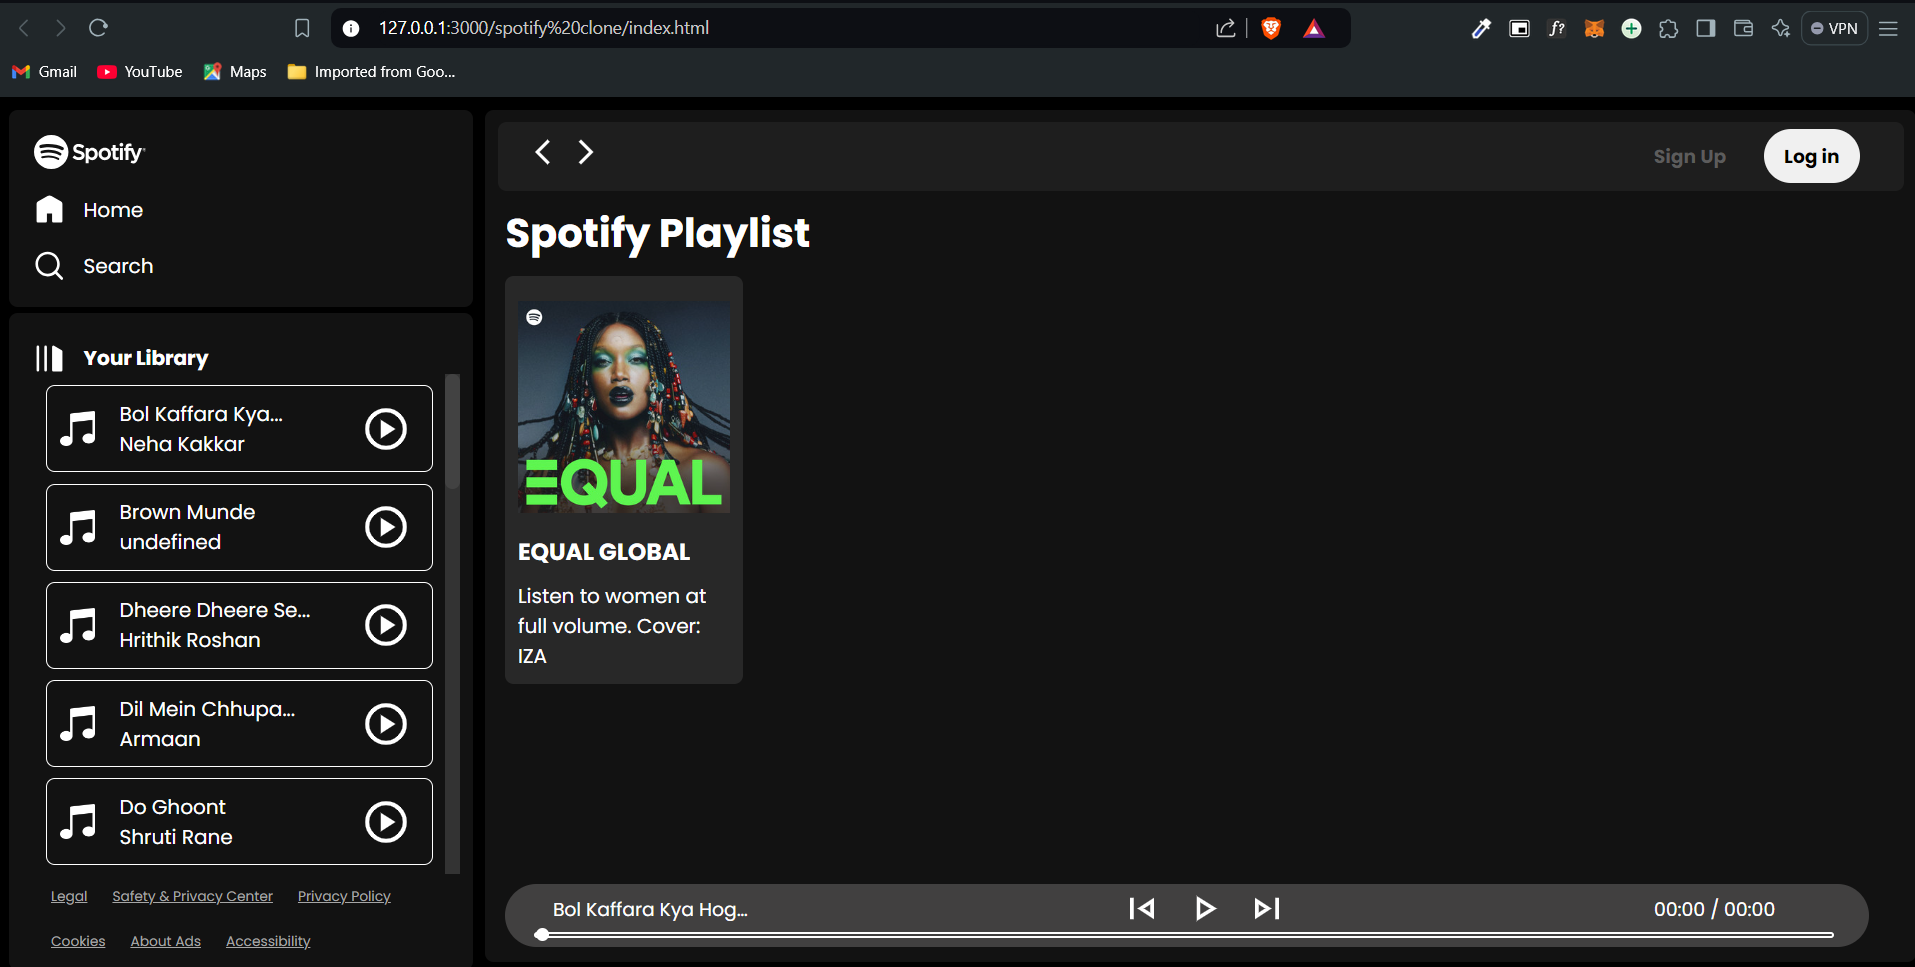 127.0.0.1:3000/spotify%20clone/index.html
f?
VPN
Gmail
YouTube
Maps
Imported from Goo...
Spotify
Home
Search
Your Library
Bol Kaffara Kya...
Neha Kakkar
Brown Munde
undefined
Dheere Dheere Se...
Hrithik Roshan
Dil Mein Chhupa...
Armaan
Do Ghoont
Shruti Rane
Legal
Safety & Privacy Center
Privacy Policy
Cookies
About Ads
Accessibility
Sign Up
Log in
Spotify Playlist
EQUAL
EQUAL GLOBAL
Listen to women at
full volume. Cover:
IZA
Bol Kaffara Kya Hog...
00:00 / 00:00